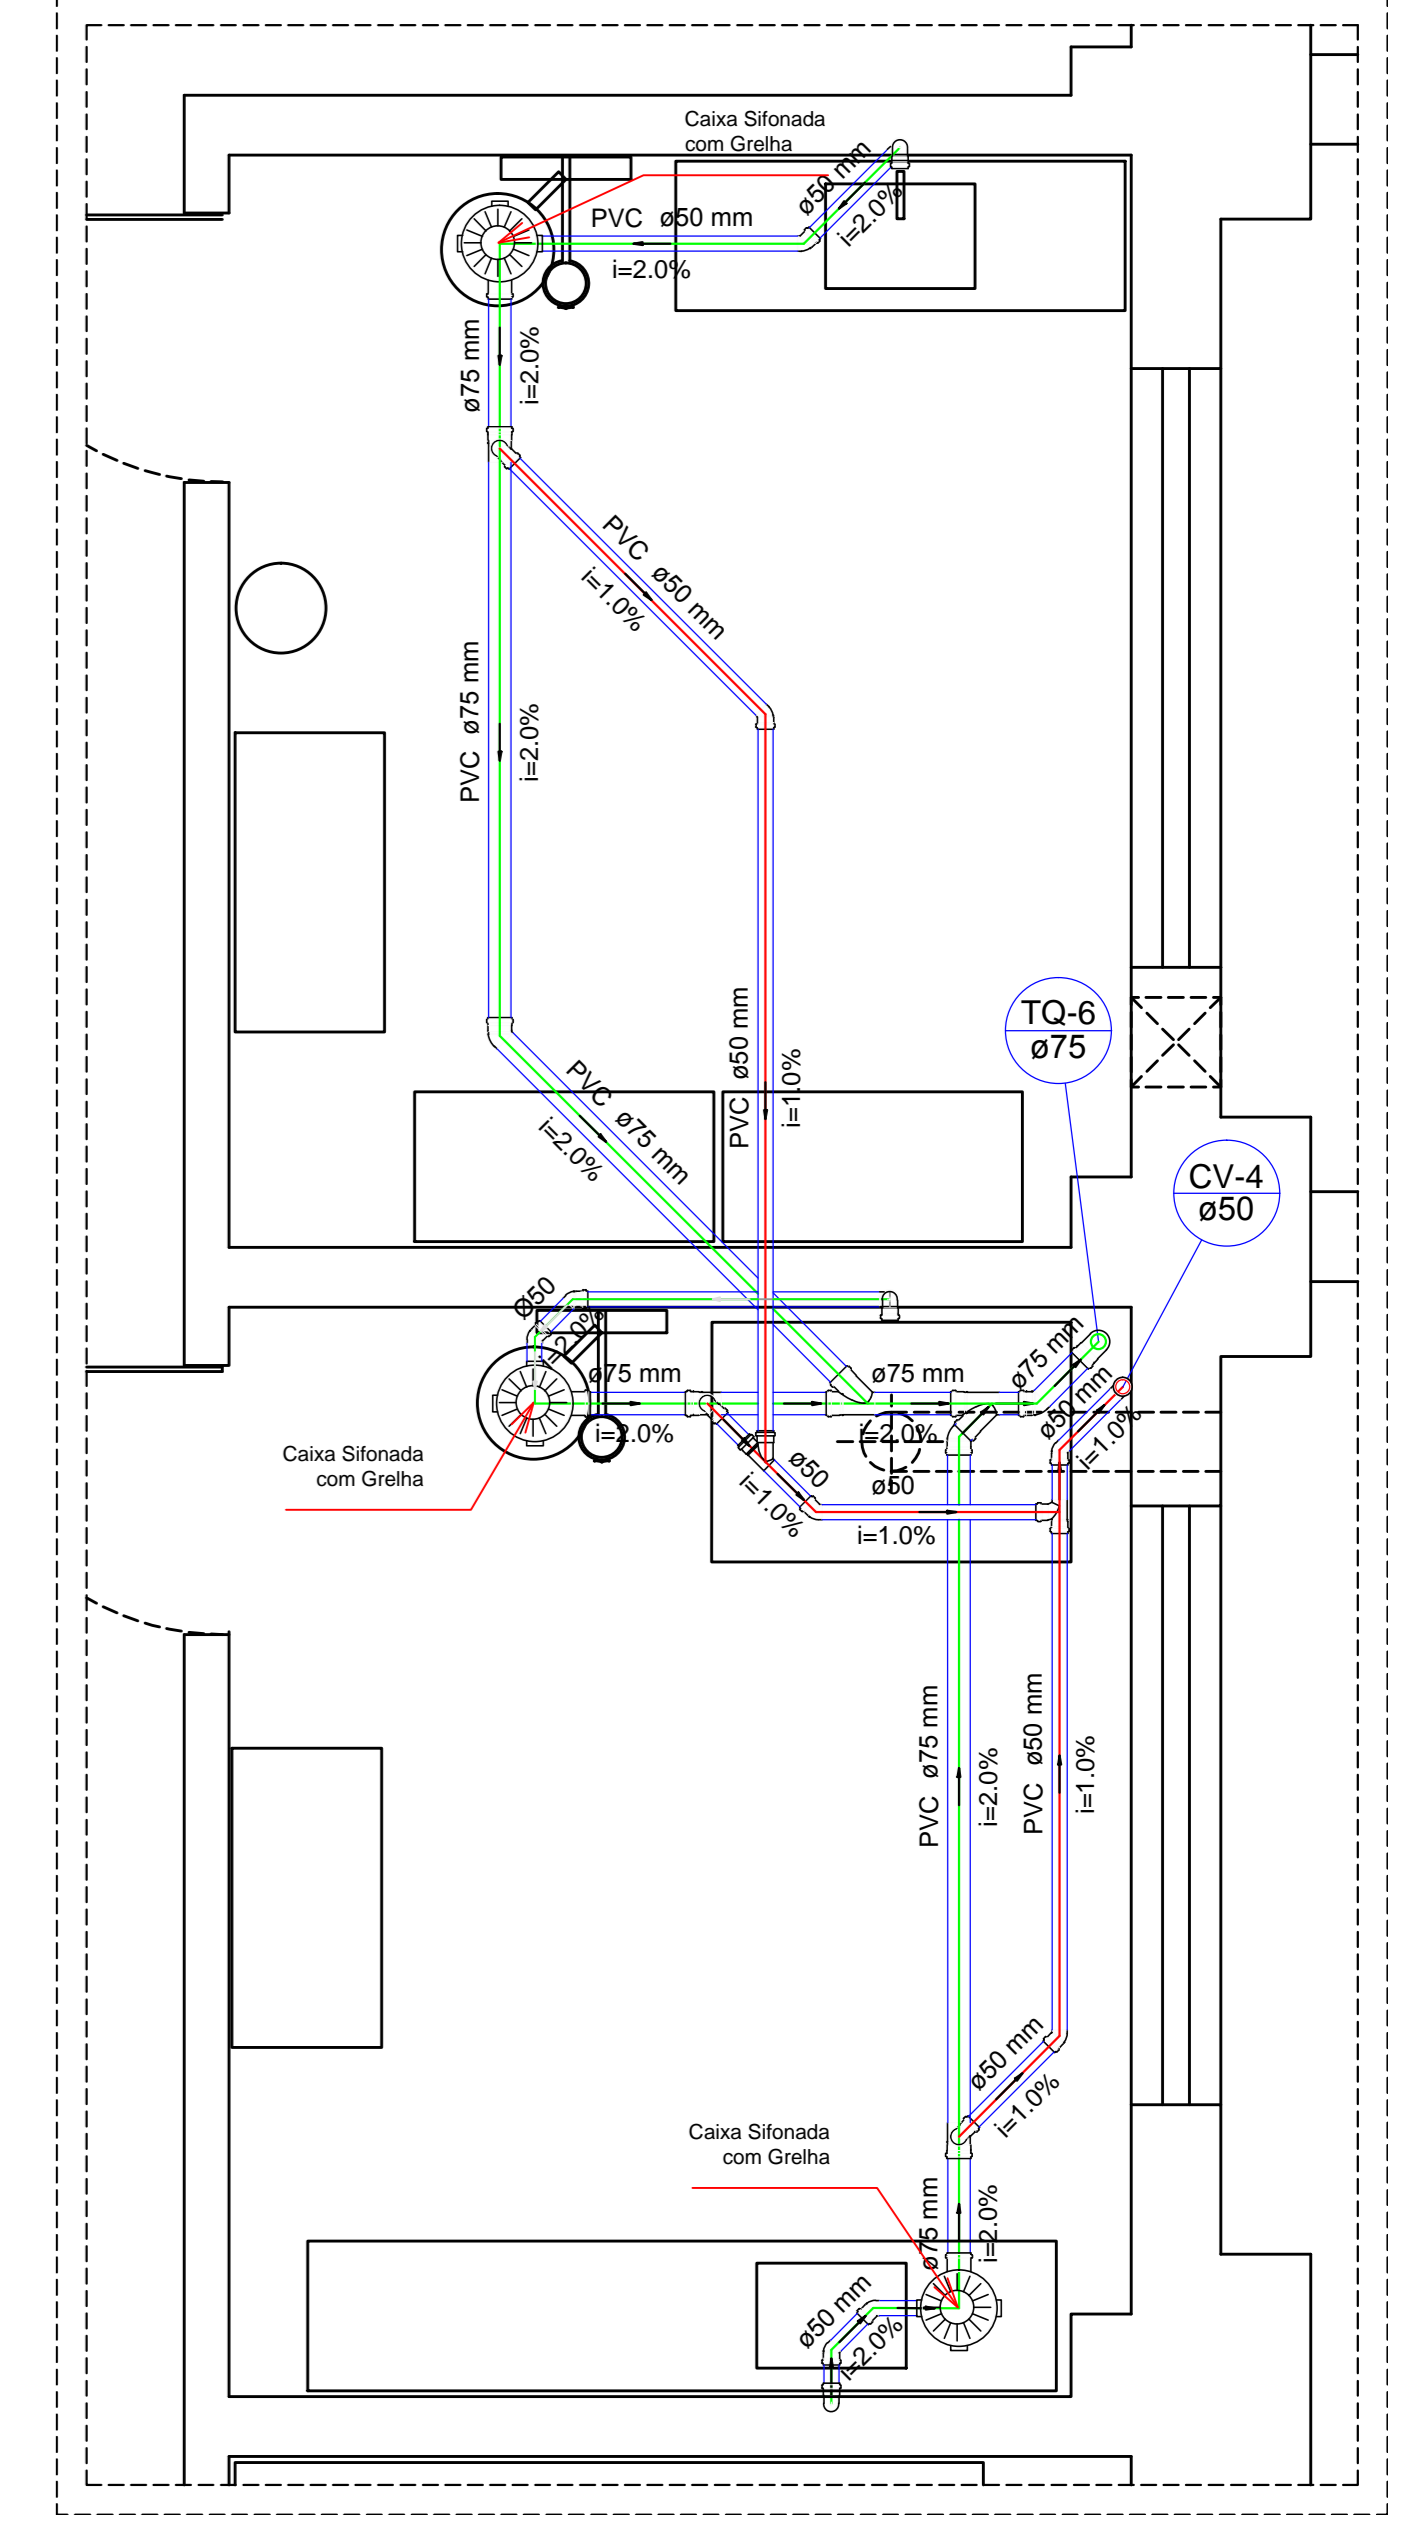 Caixa Sifonada
com Grelha
ø50 mm
i=2.0%
PVC ø50 mm
i=2.0%
ø75 mm
i=2.0%
PVC ø50 mm
i=1.0%
PVC ø75 mm
i=2.0%
TQ-6
ø75
PVC ø50 mm
i=1.0%
PVC ø75 mm
i=2.0%
CV-4
ø50
Ø50
i=2.0%
ø75 mm
i=2.0%
ø75 mm
i=2.0%
ø75 mm
ø50 mm
i=1.0%
Caixa Sifonada
com Grelha
ø50
i=1.0%
ø50
i=1.0%
PVC ø75 mm
i=2.0%
PVC ø50 mm
i=1.0%
ø50 mm
i=1.0%
Caixa Sifonada
com Grelha
ø75 mm
i=2.0%
ø50 mm
i=2.0%